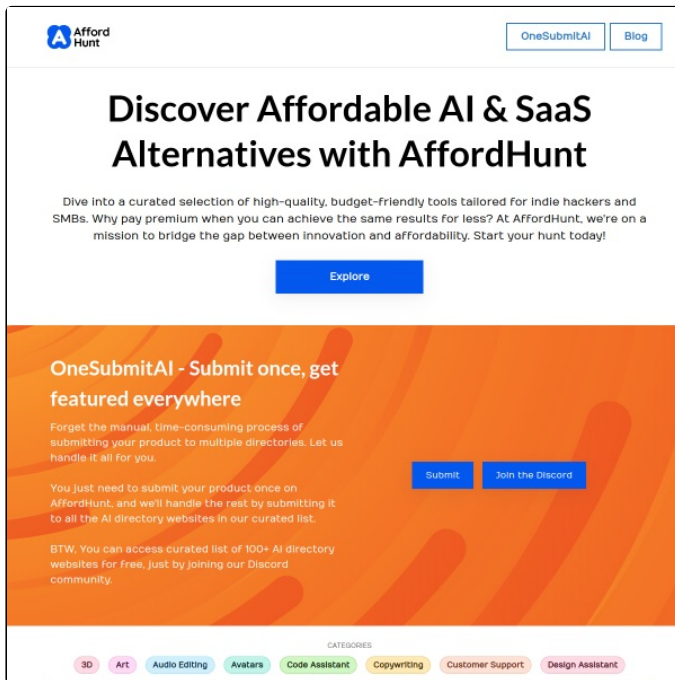 Afford
Hunt
OneSubmitAI
Blog
Discover Affordable AI & SaaS
Alternatives with AffordHunt
Dive into a curated selection of high-quality, budget-friendly tools tailored for indie hackers and
SMBs. Why pay premium when you can achieve the same results for less? At AffordHunt, we're on a
mission to bridge the gap between innovation and affordability. Start your hunt today!
Explore
OneSubmitAI - Submit once, get
featured everywhere
Forget the manual, time-consuming process of
submitting your product to multiple directories. Let us
handle it all for you.
You just need to submit your product once on
AffordHunt, and we'll handle the rest by submitting it
to all the AI directory websites in our curated list.
BTW, You can access curated list of 100+ AI directory
websites for free, just by joining our Discord
community.
Submit
Join the Discord
CATEGORIES
3D
Art
Audio Editing
Avatars
Code Assistant
Copywriting
Customer Support
Design Assistant